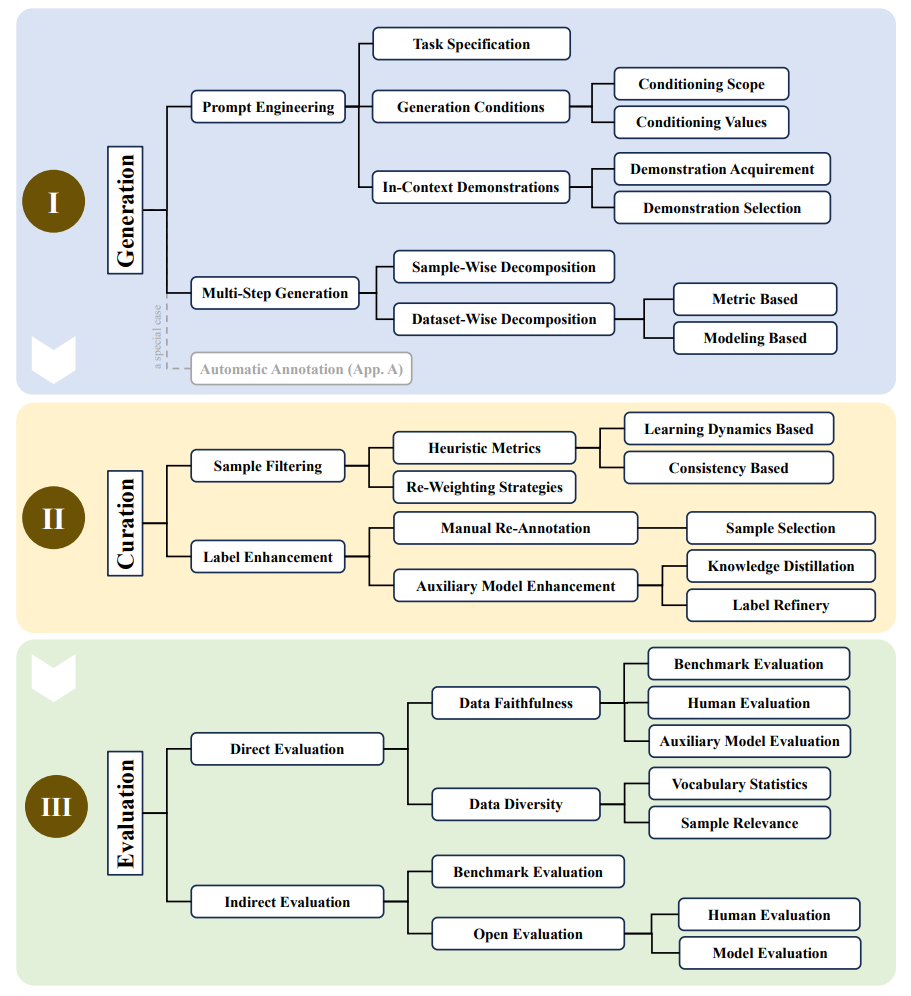 I
Generation
Prompt Engineering
Task Specification
Generation Conditions
Conditioning Scope
Conditioning Values
In-Context Demonstrations
Demonstration Acquirement
Demonstration Selection
Multi-Step Generation
Sample-Wise Decomposition
Dataset-Wise Decomposition
Metric Based
Modeling Based
a special case
Automatic Annotation (App. A)
II
Curation
Sample Filtering
Heuristic Metrics
Learning Dynamics Based
Consistency Based
Re-Weighting Strategies
Label Enhancement
Manual Re-Annotation
Sample Selection
Auxiliary Model Enhancement
Knowledge Distillation
Label Refinery
III
Evaluation
Direct Evaluation
Data Faithfulness
Benchmark Evaluation
Human Evaluation
Auxiliary Model Evaluation
Data Diversity
Vocabulary Statistics
Sample Relevance
Indirect Evaluation
Benchmark Evaluation
Open Evaluation
Human Evaluation
Model Evaluation